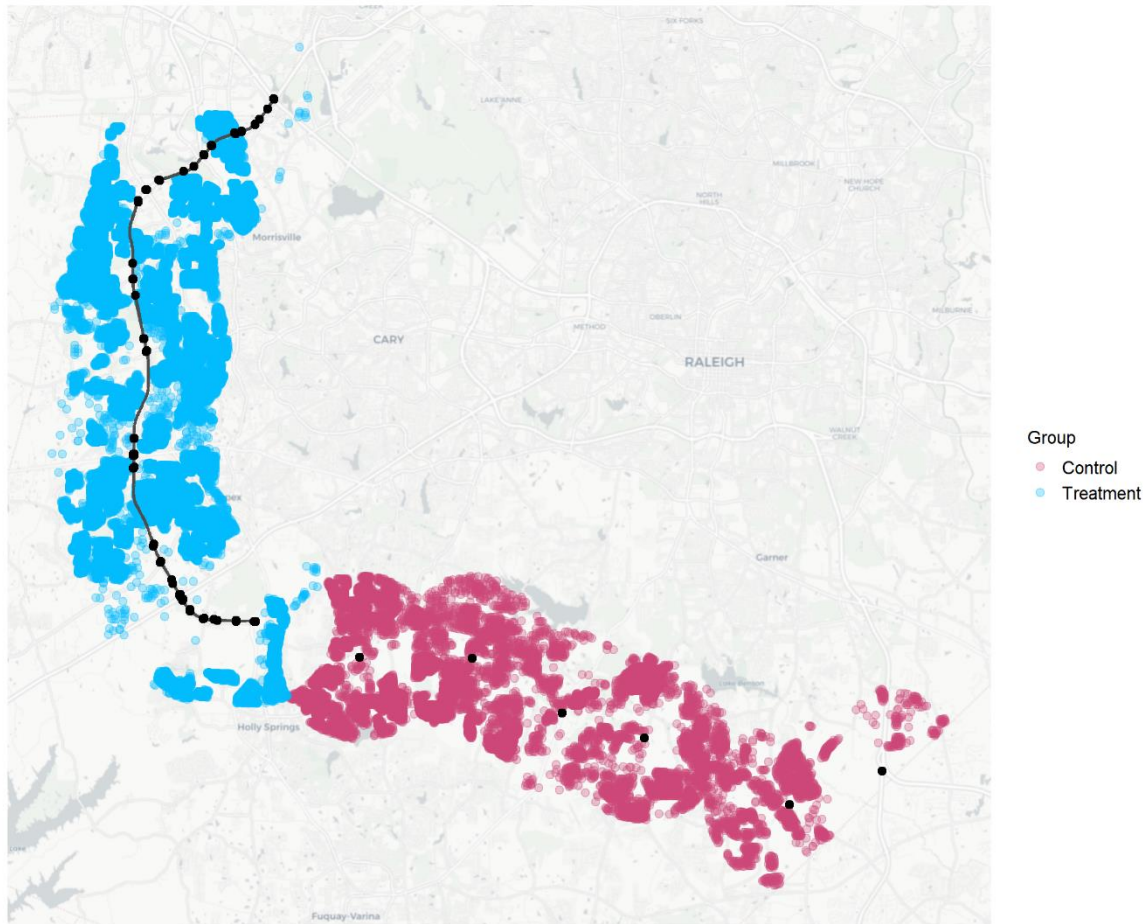 SIX FORKS
LAKE ANNE
MILLBROOK
NEW HOPE
CHURCH
NORTH
HILLS
Morrisville
MILBURNIE
OBERLIN
METHOD
CARY
RALEIGH
WALNUT
CREEK
Group
Control
Treatment
Garner
Holly Springs
Fuquay-Varina